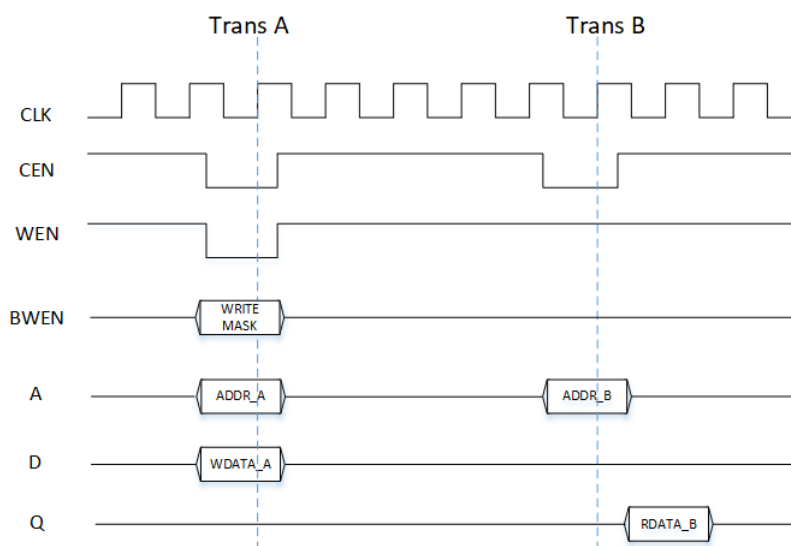 Trans A
Trans B
CLK
CEN
WEN
BWEN
WRITE
MASK
A
ADDR_A
ADDR_B
D
WDATA_A
Q
RDATA_B